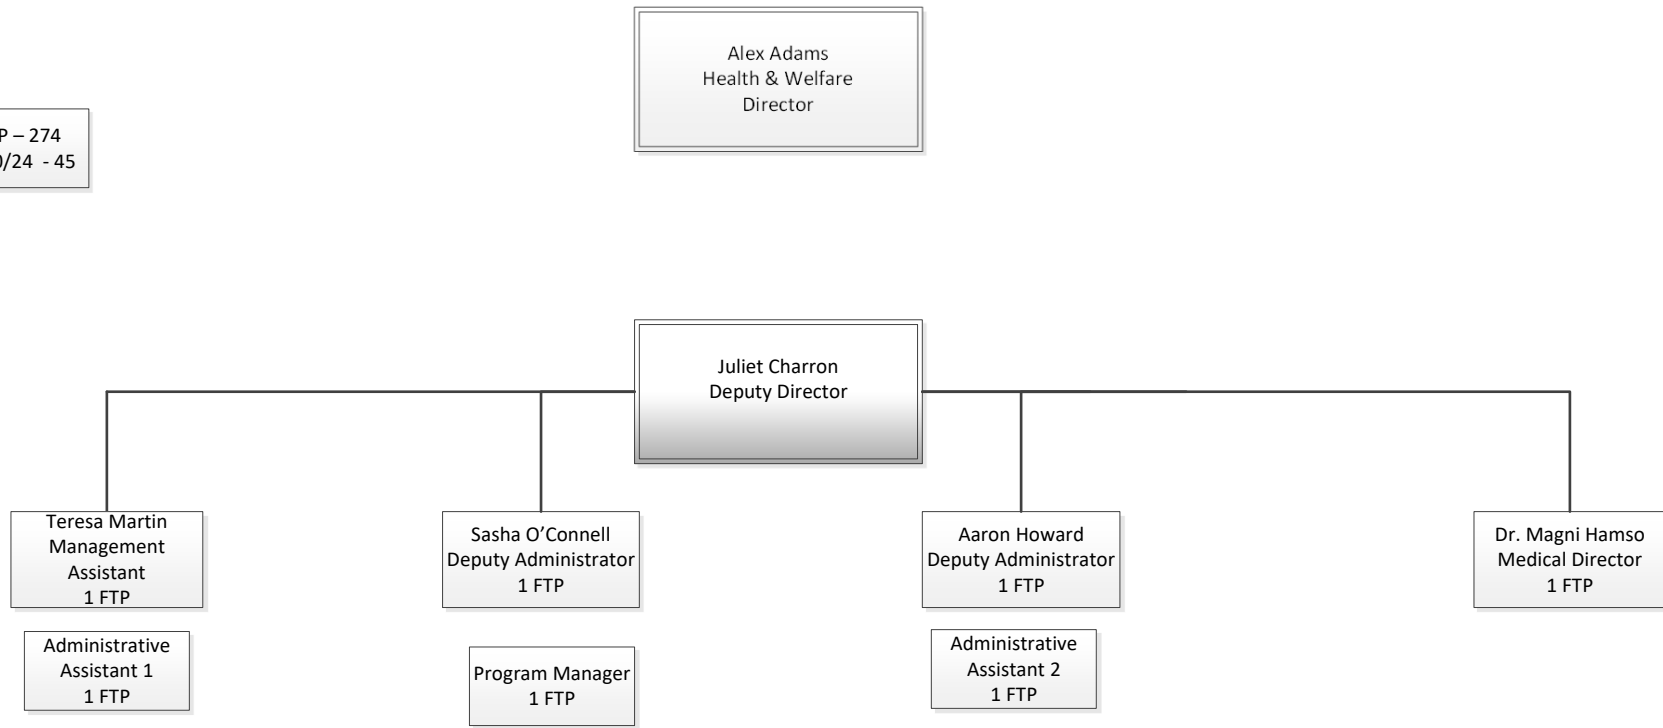 Alex Adams
Health & Welfare
Director
P – 274
/24 - 45
Juliet Charron
Deputy Director
Teresa Martin
Management
Assistant
1 FTP
Sasha O’Connell
Deputy Administrator
1 FTP
Aaron Howard
Deputy Administrator
1 FTP
Dr. Magni Hamso
Medical Director
1 FTP
Administrative
Assistant 1
1 FTP
Program Manager
1 FTP
Administrative
Assistant 2
1 FTP